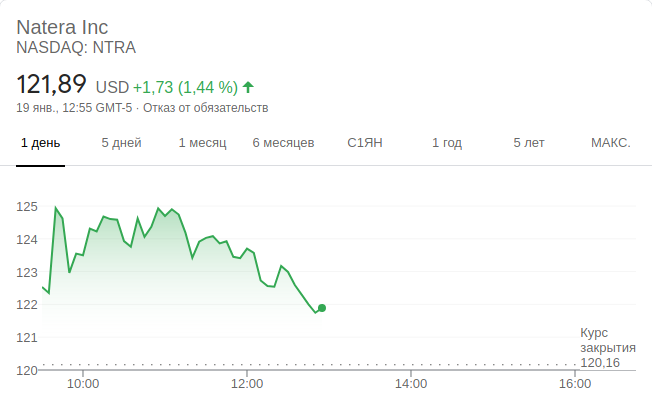 Natera Inc
NASDAQ: NTRA
121,89 USD +1,73 (1,44 %)
19 янв., 12:55 GMT-5 · Отказ от обязательств
1 день 5 дней 1 месяц 6 месяцев С1ЯН 1 год 5 лет МАКС.
125
124
123
122
121
120
Курс
закрытия
120,16
10:00 12:00 14:00 16:00